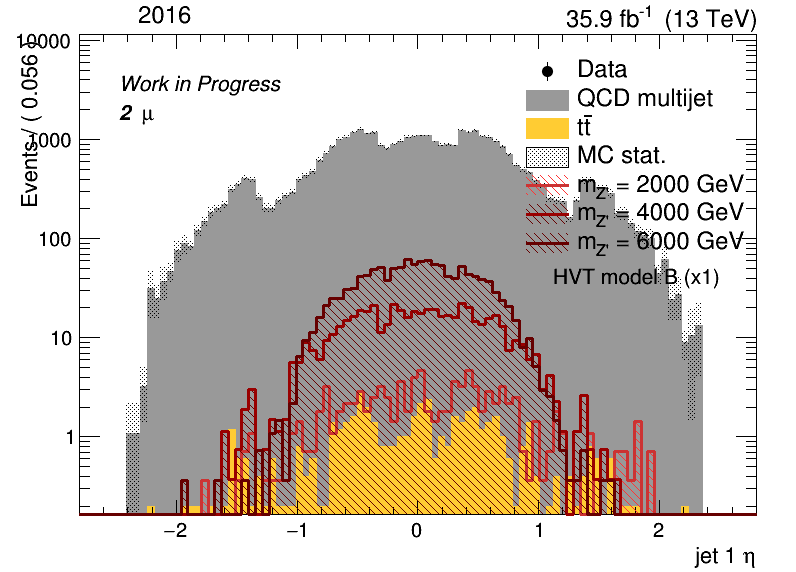 2016 35.9 fb⁻¹ (13 TeV)
Events / ( 0.056 )
10000
1000
100
10
1
Work in Progress
2 μ
Data
QCD multijet
tt̄
MC stat.
m_Z' = 2000 GeV
m_Z' = 4000 GeV
m_Z' = 6000 GeV
HVT model B (x1)
−2 −1 0 1 2
jet 1 η